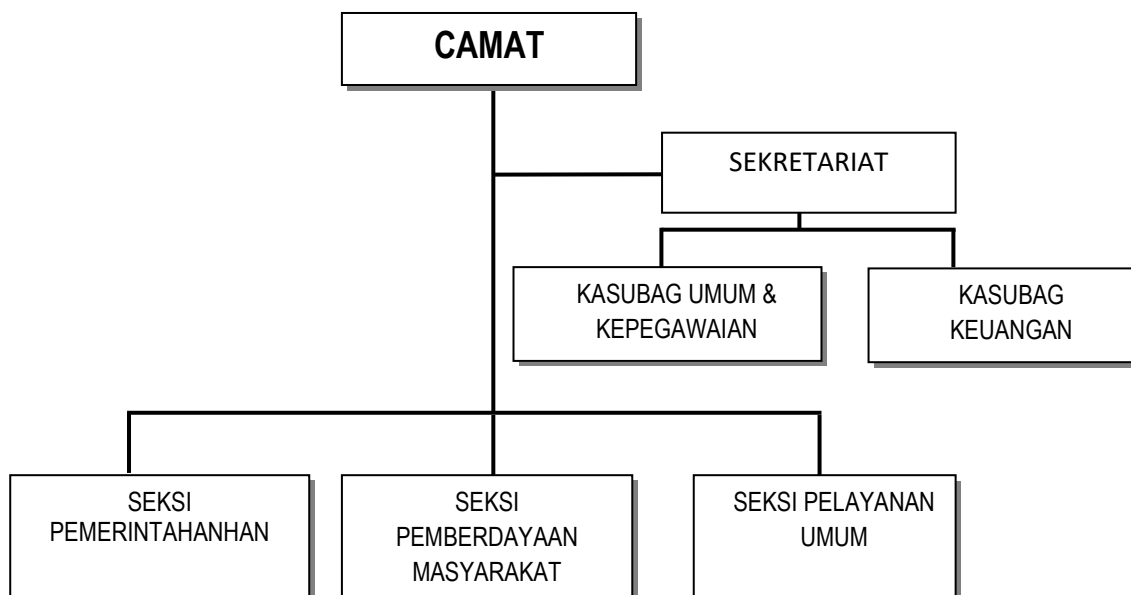 CAMAT
SEKRETARIAT
KASUBAG UMUM &
KEPEGAWAIAN
KASUBAG
KEUANGAN
SEKSI
PEMERINTAHANHAN
SEKSI
PEMBERDAYAAN
MASYARAKAT
SEKSI PELAYANAN
UMUM